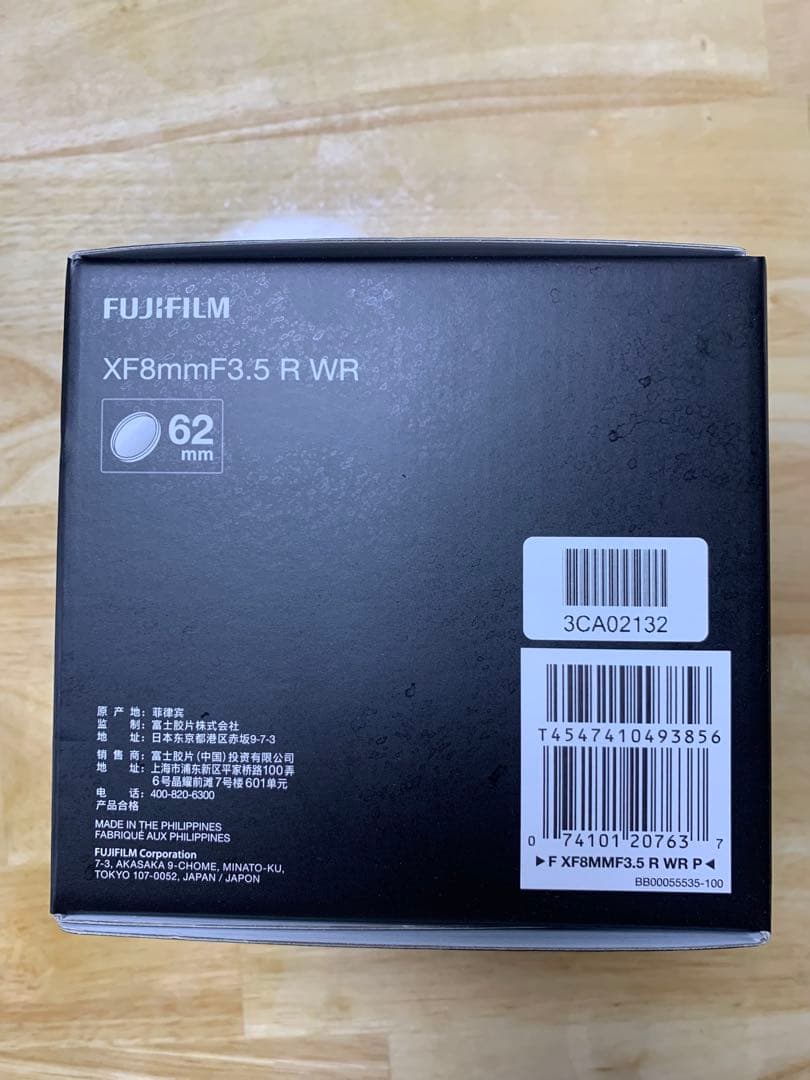 FUJIFILM
XF8mmF3.5 R WR
62
mm
3CA02132
T4547410493856
0 74101 20763 7
►F XF8MMF3.5 R WR P◄
BB00055535-100
原产地：菲律宾
监制：富士胶片株式会社
地址：日本东京都港区赤坂9-7-3
销售商：富士胶片(中国)投资有限公司
地址：上海市浦东新区平家桥路100弄
6号晶耀前滩7号楼601单元
电话：400-820-6300
产品合格
MADE IN THE PHILIPPINES
FABRIQUÉ AUX PHILIPPINES
FUJIFILM Corporation
7-3, AKASAKA 9-CHOME, MINATO-KU,
TOKYO 107-0052, JAPAN / JAPON